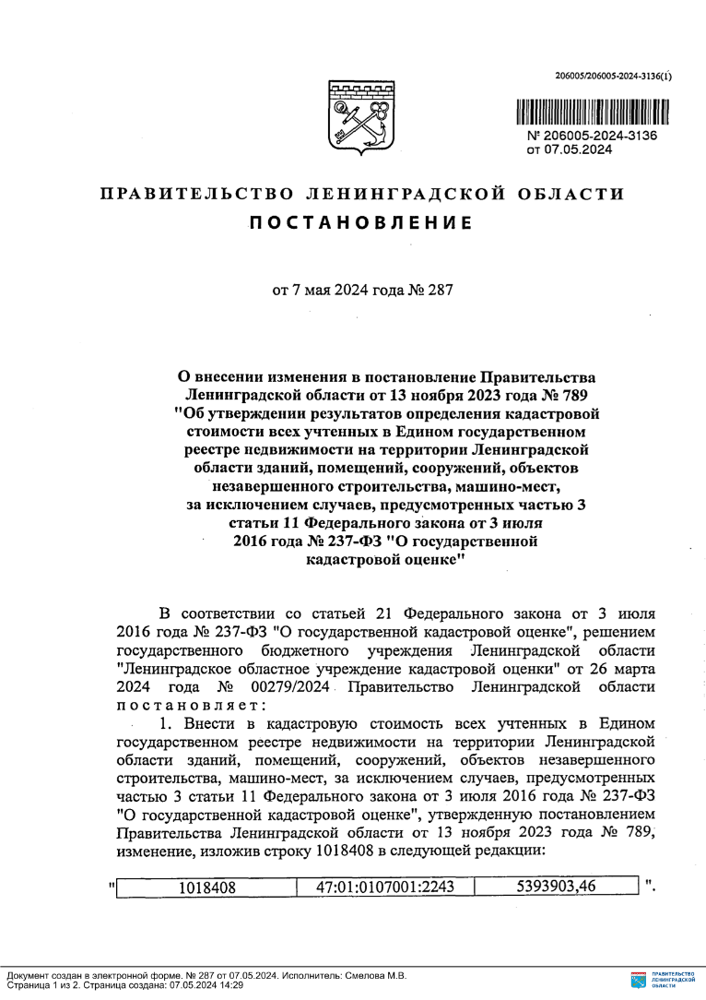 206005/206005-2024-3136(1)
№ 206005-2024-3136
от 07.05.2024
ПРАВИТЕЛЬСТВО ЛЕНИНГРАДСКОЙ ОБЛАСТИ
ПОСТАНОВЛЕНИЕ
от 7 мая 2024 года № 287
О внесении изменения в постановление Правительства
Ленинградской области от 13 ноября 2023 года № 789
"Об утверждении результатов определения кадастровой
стоимости всех учтенных в Едином государственном
реестре недвижимости на территории Ленинградской
области зданий, помещений, сооружений, объектов
незавершенного строительства, машино-мест,
за исключением случаев, предусмотренных частью 3
статьи 11 Федерального закона от 3 июля
2016 года № 237-ФЗ "О государственной
кадастровой оценке"
В соответствии со статьей 21 Федерального закона от 3 июля
2016 года № 237-ФЗ "О государственной кадастровой оценке", решением
государственного бюджетного учреждения Ленинградской области
"Ленинградское областное учреждение кадастровой оценки" от 26 марта
2024 года № 00279/2024 Правительство Ленинградской области
постановляет:
1. Внести в кадастровую стоимость всех учтенных в Едином
государственном реестре недвижимости на территории Ленинградской
области зданий, помещений, сооружений, объектов незавершенного
строительства, машино-мест, за исключением случаев, предусмотренных
частью 3 статьи 11 Федерального закона от 3 июля 2016 года № 237-ФЗ
"О государственной кадастровой оценке", утвержденную постановлением
Правительства Ленинградской области от 13 ноября 2023 года № 789,
изменение, изложив строку 1018408 в следующей редакции:
" 1018408 47:01:0107001:2243 5393903,46 ".
Документ создан в электронной форме. № 287 от 07.05.2024. Исполнитель: Смелова М.В.
Страница 1 из 2. Страница создана: 07.05.2024 14:29
ПРАВИТЕЛЬСТВО
ЛЕНИНГРАДСКОЙ
ОБЛАСТИ